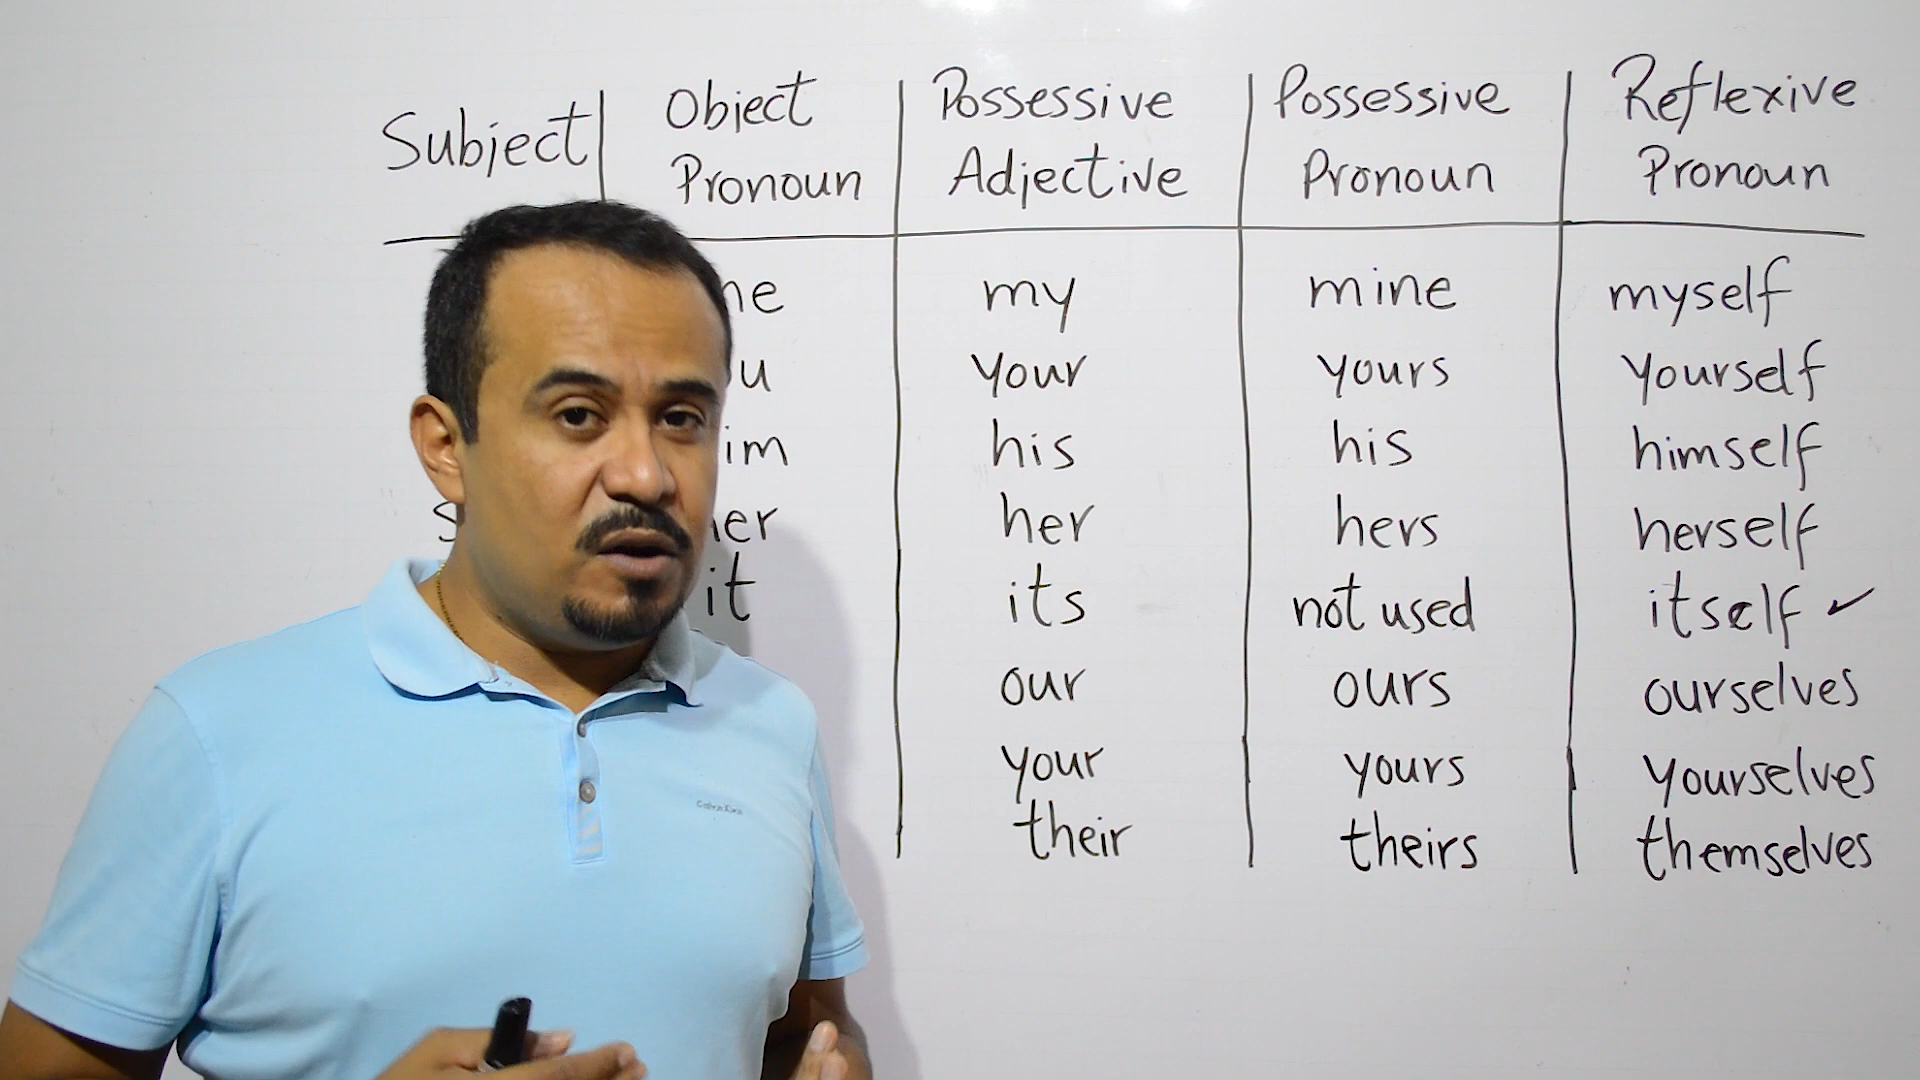 Subject Object Pronoun Possessive Adjective Possessive Pronoun Reflexive Pronoun
my mine myself
your yours yourself
his his himself
her hers herself
it its not used itself ✓
our ours ourselves
your yours yourselves
their theirs themselves